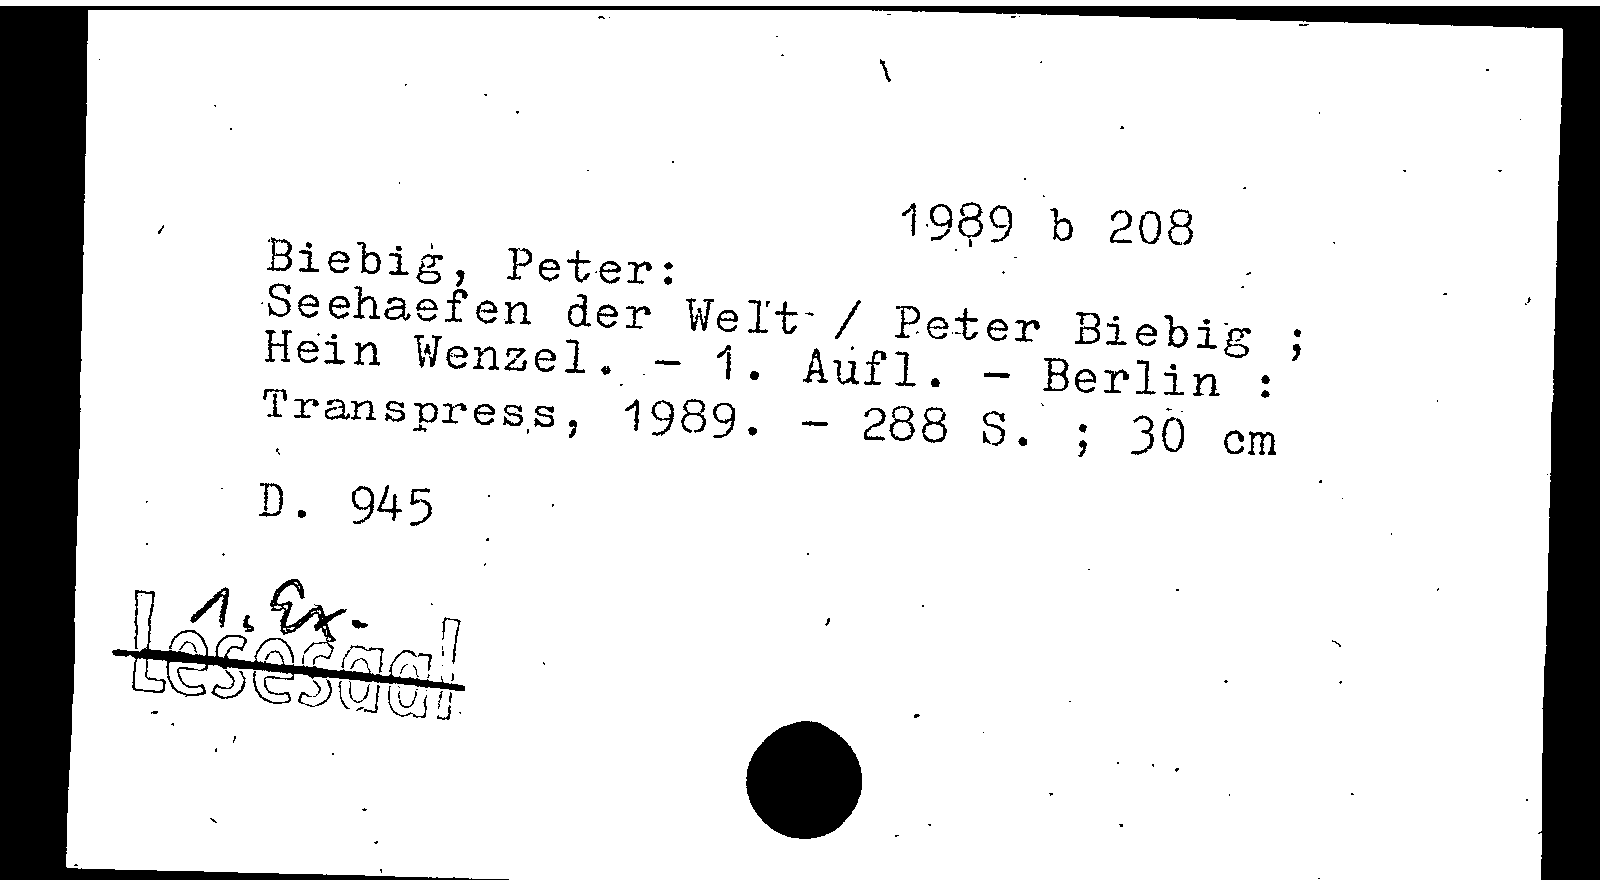 1989 b 208
Biebig, Peter:
Seehaefen der Welt / Peter Biebig ;
Hein Wenzel. - 1. Aufl. - Berlin :
Transpress, 1989. - 288 S. ; 30 cm
D. 945
1. Ex.
Lesesaal